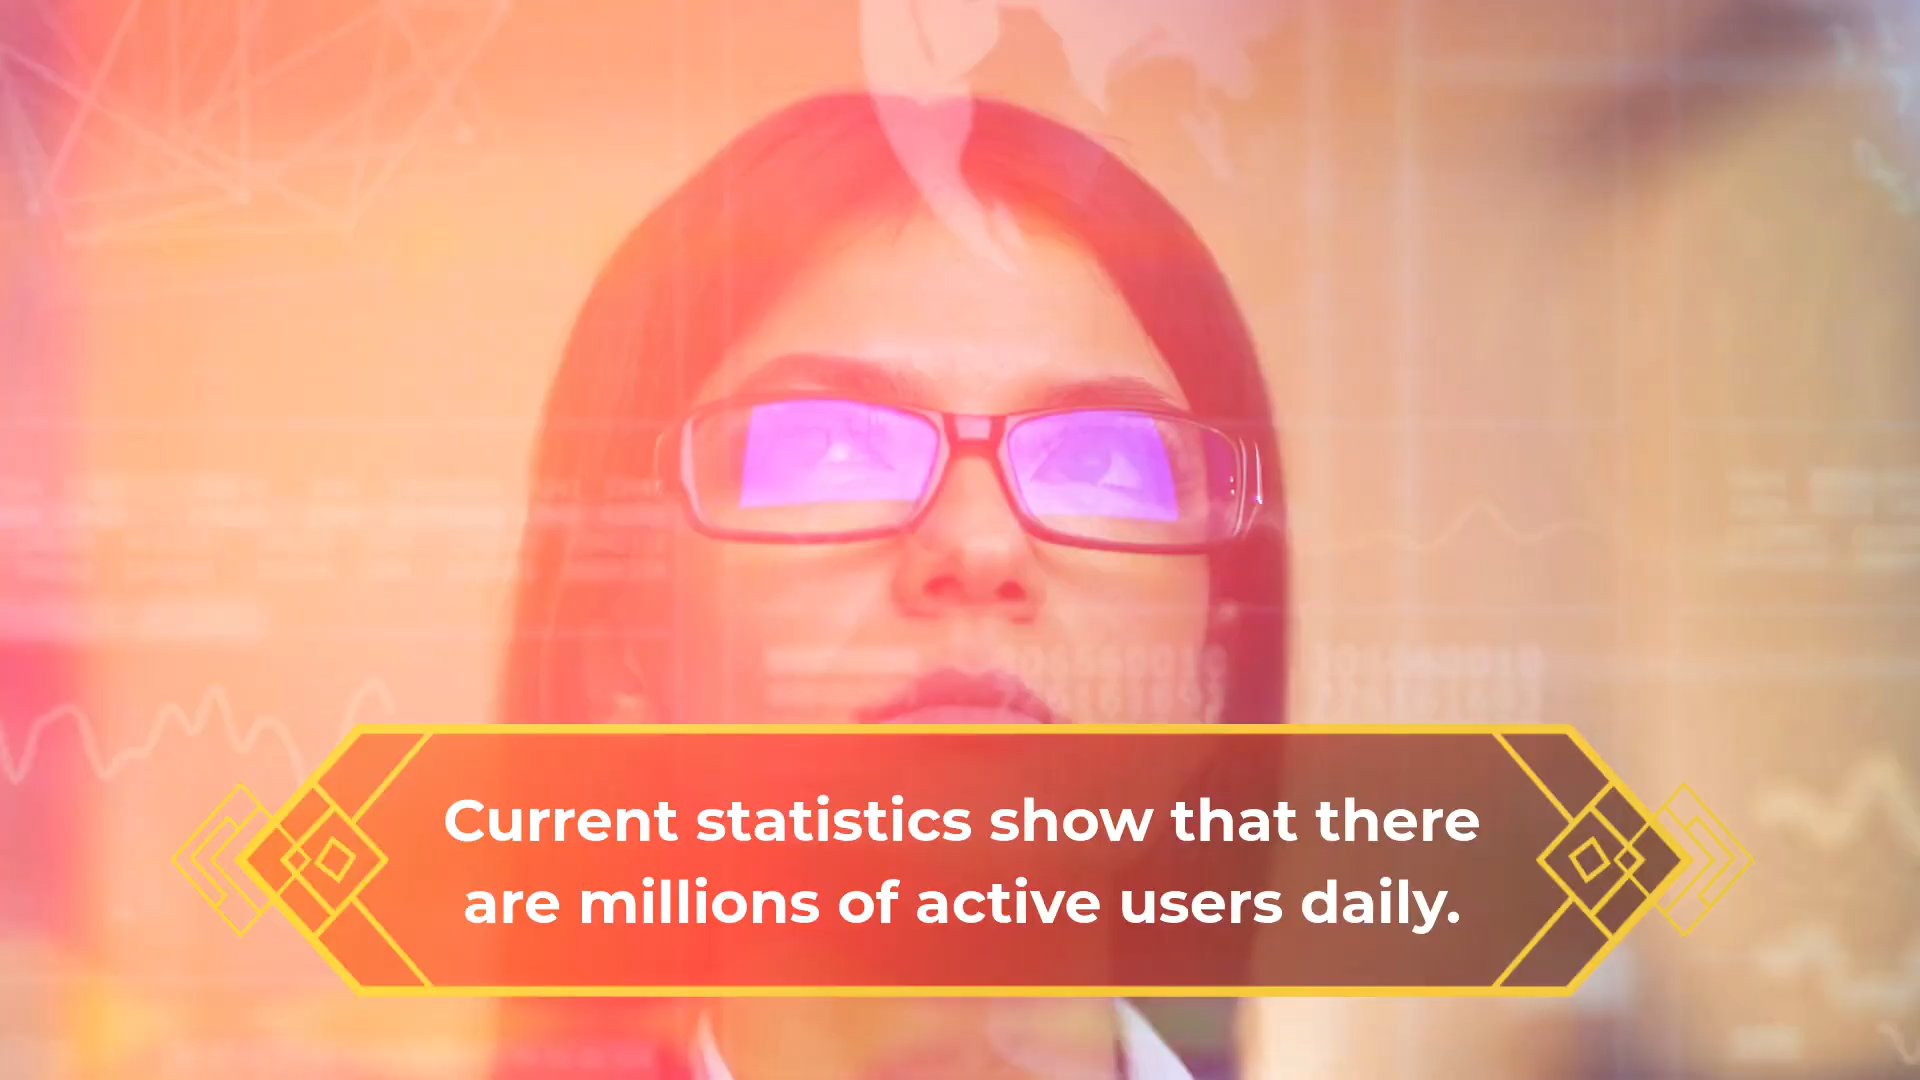 Current statistics show that there
are millions of active users daily.